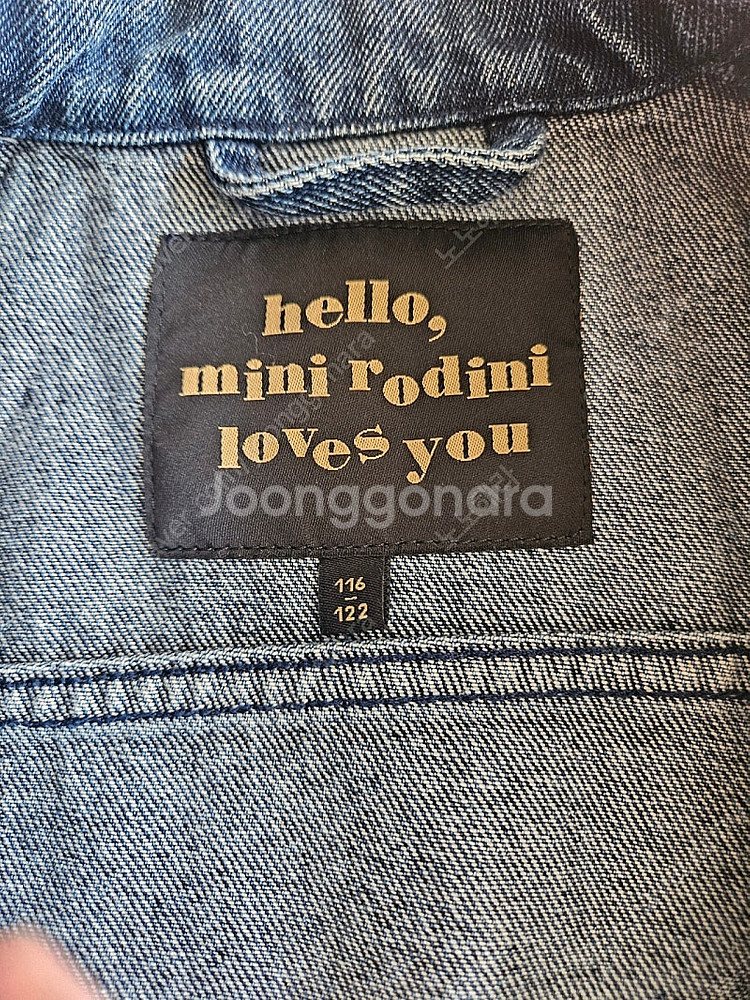 hello,
mini rodini
loves you
Joonggonara
116
–
122